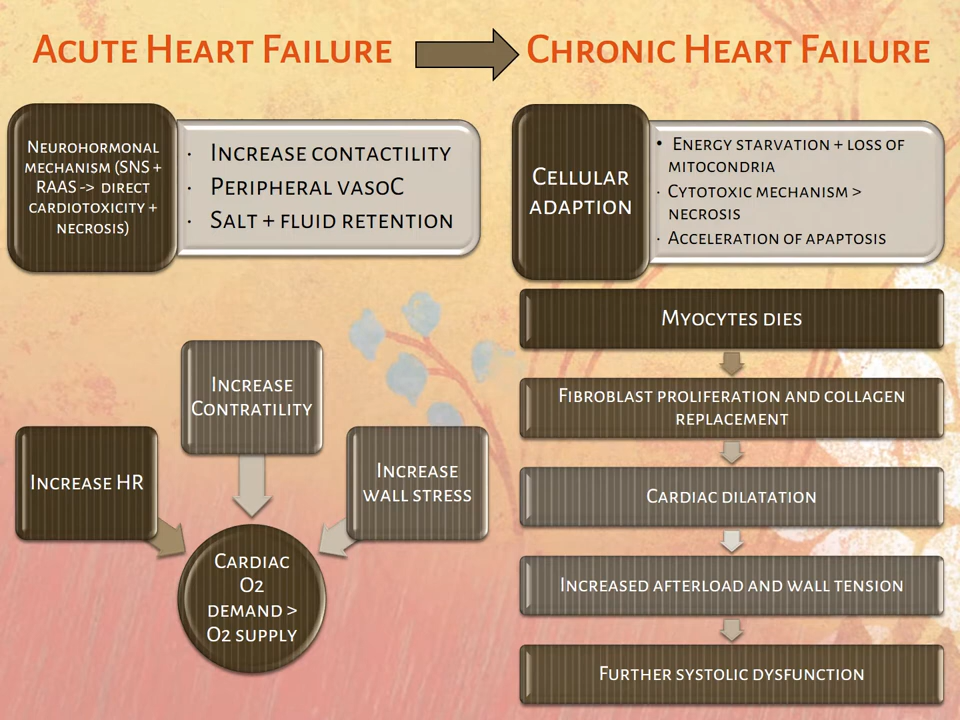 Acute Heart Failure
Chronic Heart Failure
Neurohormonal
mechanism (SNS +
RAAS -> direct
cardiotoxicity +
necrosis)
· Increase contactility
· Peripheral vasoC
· Salt + fluid retention
Increase
Contratility
Increase HR
Increase
wall stress
Cardiac
O2
demand >
O2 supply
Cellular
adaption
• Energy starvation + loss of
mitocondria
· Cytotoxic mechanism >
necrosis
· Acceleration of apaptosis
Myocytes dies
Fibroblast proliferation and collagen
replacement
Cardiac dilatation
Increased afterload and wall tension
Further systolic dysfunction